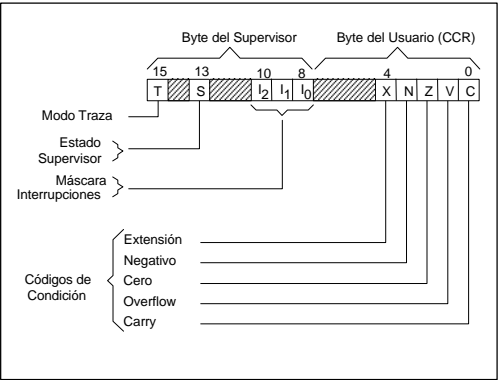 Byte del Supervisor Byte del Usuario (CCR)
15 13 10 8 4 0
T S I2 I1 I0 X N Z V C
Modo Traza
Estado
Supervisor
Máscara
Interrupciones
Extensión
Negativo
Códigos de
Condición
Cero
Overflow
Carry